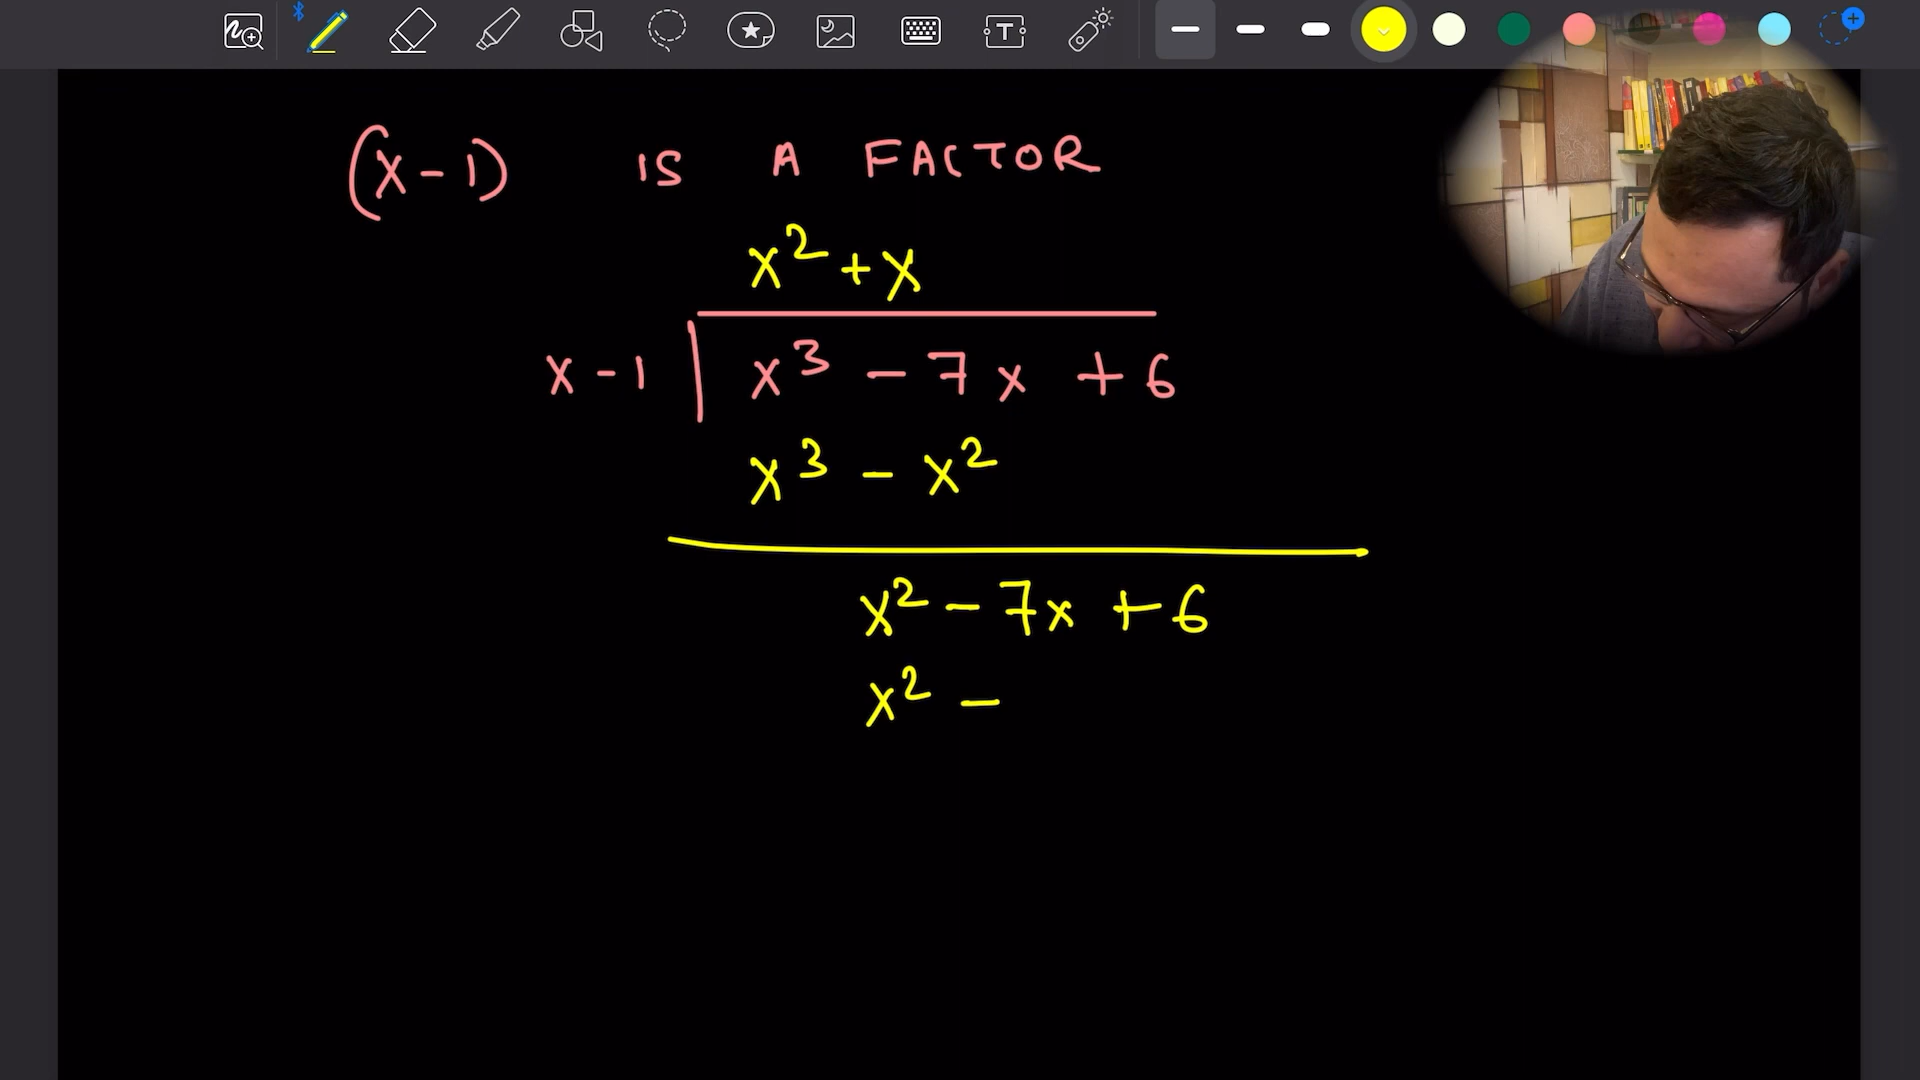 (x-1) IS A FACTOR
x² + x
x-1 | x³ - 7x + 6
x³ - x²
x² - 7x + 6
x² -